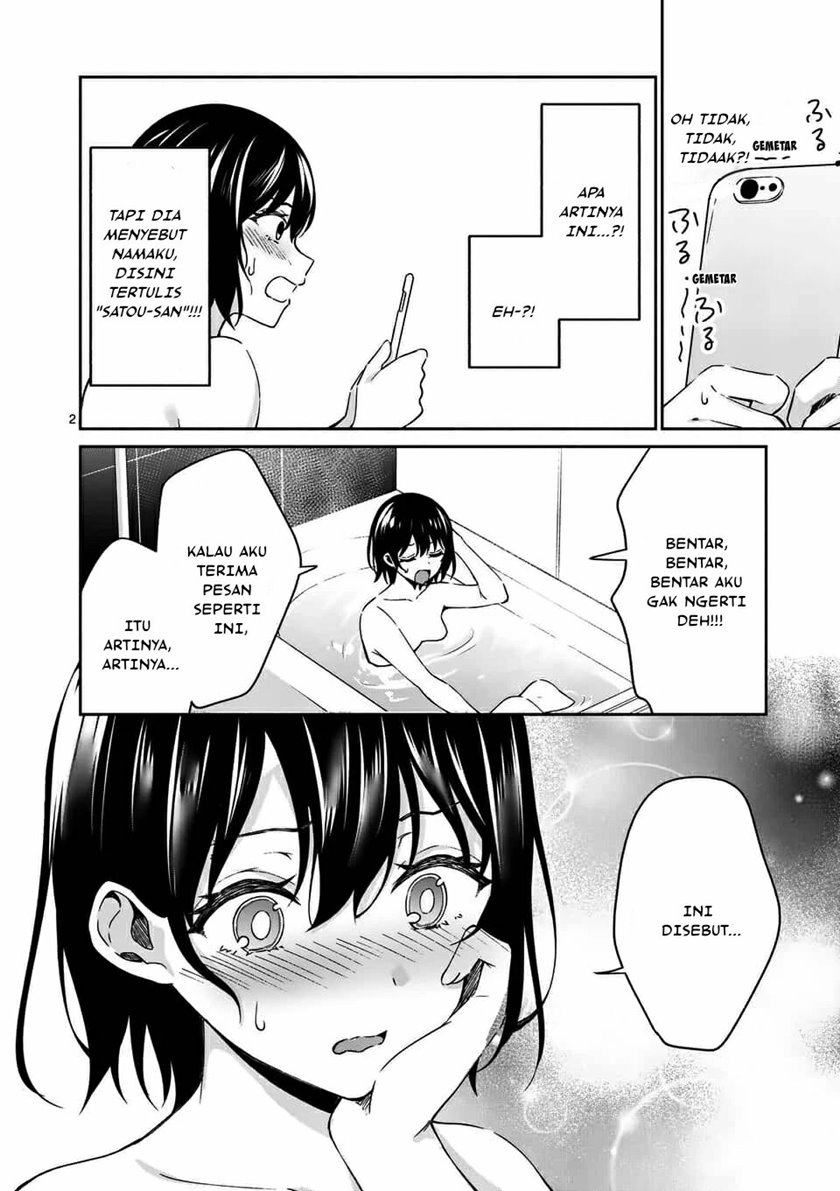 OH TIDAK,
TIDAK,
TIDAAK?!
GEMETAR
ふる
GEMETAR
ふる
ふる
APA
ARTINYA
INI...?!
EH-?!
TAPI DIA
MENYEBUT
NAMAKU,
DISINI
TERTULIS
"SATOU-SAN"!!!
2
BENTAR,
BENTAR,
BENTAR AKU
GAK NGERTI
DEH!!!
KALAU AKU
TERIMA
PESAN
SEPERTI
INI,
ITU
ARTINYA,
ARTINYA...
INI
DISEBUT...